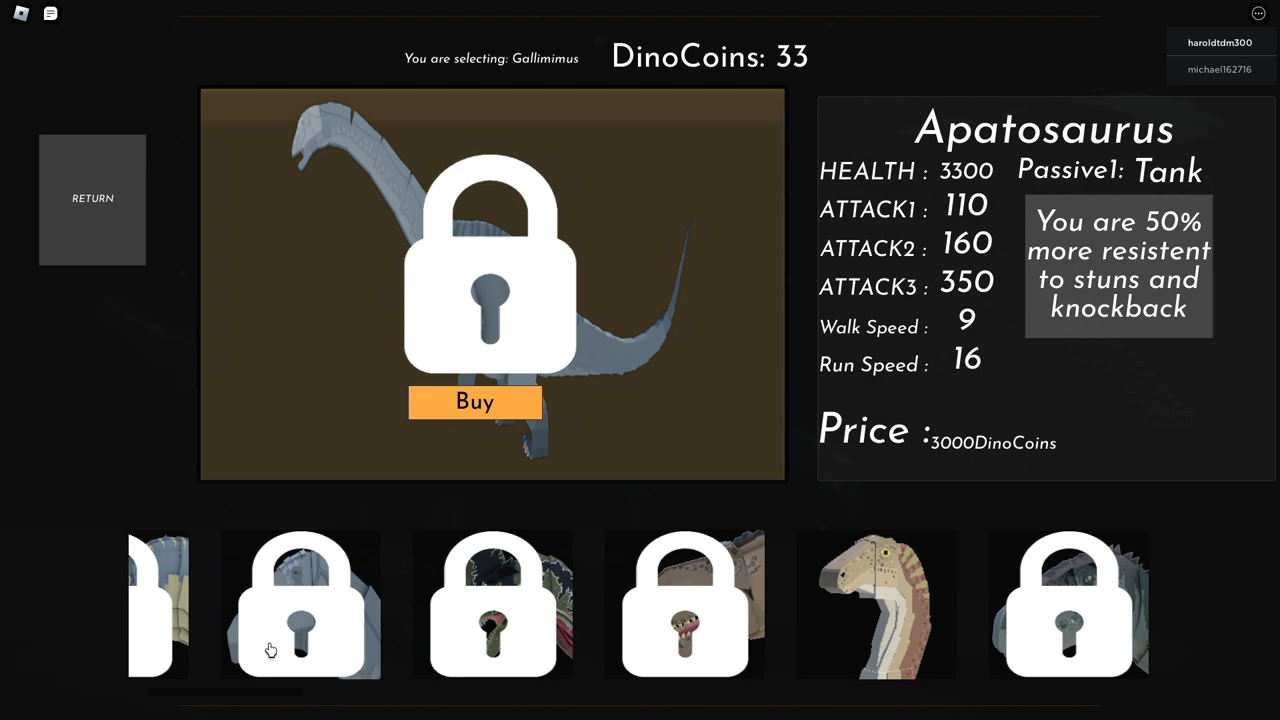 You are selecting: Gallimimus
DinoCoins: 33
haroldtdm300
michael162716
RETURN
Buy
Apatosaurus
HEALTH : 3300
Passive1: Tank
ATTACK1 : 110
ATTACK2 : 160
ATTACK3 : 350
Walk Speed : 9
Run Speed : 16
You are 50%
more resistent
to stuns and
knockback
Price :3000DinoCoins